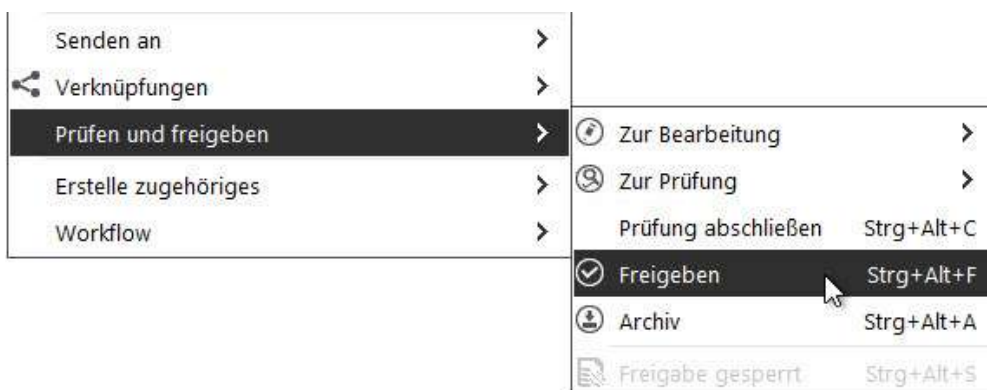 Senden an
Verknüpfungen
Prüfen und freigeben
Erstelle zugehöriges
Workflow
Zur Bearbeitung
Zur Prüfung
Prüfung abschließen Strg+Alt+C
Freigeben Strg+Alt+F
Archiv Strg+Alt+A
Freigabe gesperrt Strg+Alt+S